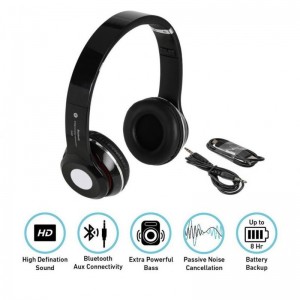 HD
High Defination
Sound
Bluetooth
Aux Connectivity
Extra Powerful
Bass
Passive Noise
Cancellation
Up to
8 Hr
Battery
Backup